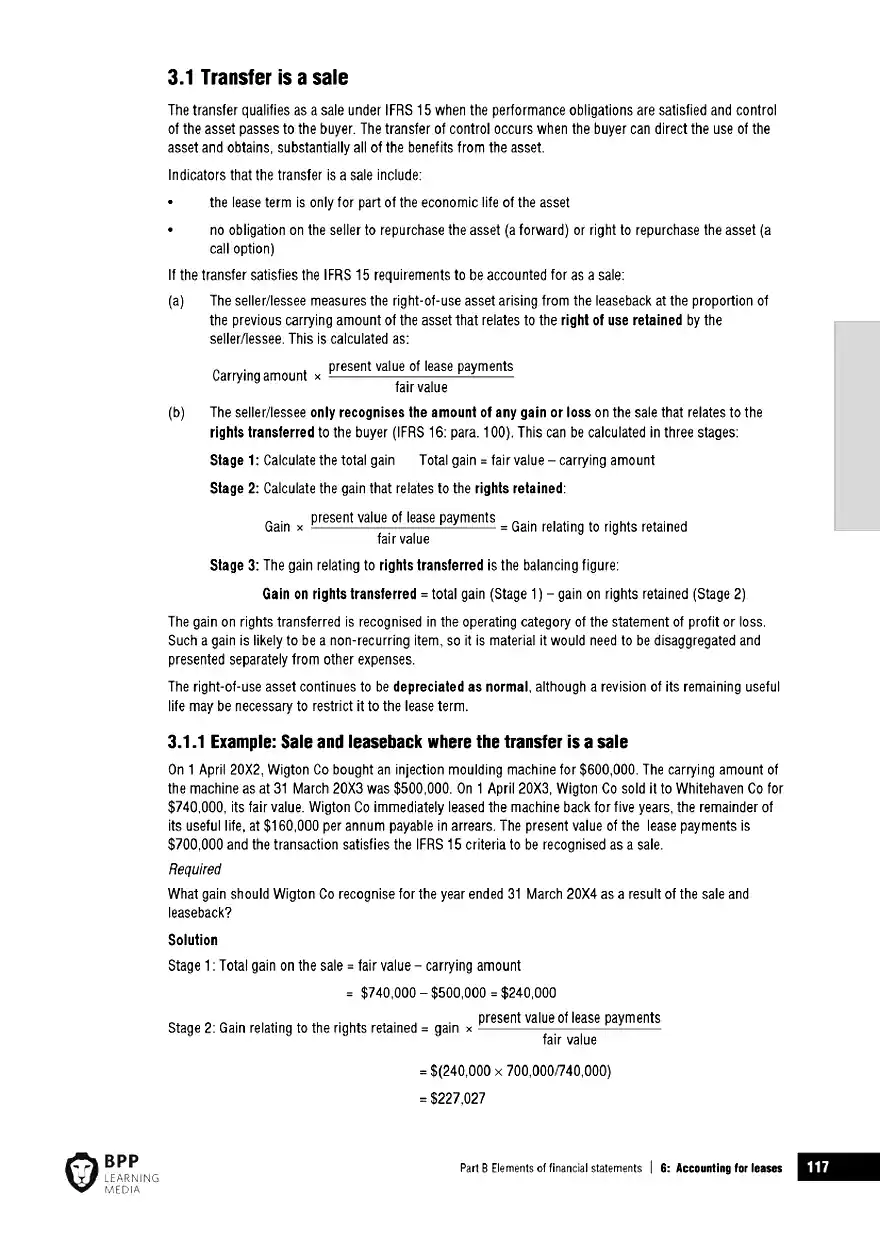 3.1 Transfer is a sale
The transfer qualifies as a sale under IFRS 15 when the performance obligations are satisfied and control
of the asset passes to the buyer. The transfer of control occurs when the buyer can direct the use of the
asset and obtains, substantially all of the benefits from the asset.
Indicators that the transfer is a sale include:
• the lease term is only for part of the economic life of the asset
• no obligation on the seller to repurchase the asset (a forward) or right to repurchase the asset (a
call option)
If the transfer satisfies the IFRS 15 requirements to be accounted for as a sale:
(a) The seller/lessee measures the right-of-use asset arising from the leaseback at the proportion of
the previous carrying amount of the asset that relates to the right of use retained by the
seller/lessee. This is calculated as:
Carrying amount × present value of lease payments
fair value
(b) The seller/lessee only recognises the amount of any gain or loss on the sale that relates to the
rights transferred to the buyer (IFRS 16: para. 100). This can be calculated in three stages:
Stage 1: Calculate the total gain Total gain = fair value – carrying amount
Stage 2: Calculate the gain that relates to the rights retained:
Gain × present value of lease payments = Gain relating to rights retained
fair value
Stage 3: The gain relating to rights transferred is the balancing figure:
Gain on rights transferred = total gain (Stage 1) – gain on rights retained (Stage 2)
The gain on rights transferred is recognised in the operating category of the statement of profit or loss.
Such a gain is likely to be a non-recurring item, so it is material it would need to be disaggregated and
presented separately from other expenses.
The right-of-use asset continues to be depreciated as normal, although a revision of its remaining useful
life may be necessary to restrict it to the lease term.
3.1.1 Example: Sale and leaseback where the transfer is a sale
On 1 April 20X2, Wigton Co bought an injection moulding machine for $600,000. The carrying amount of
the machine as at 31 March 20X3 was $500,000. On 1 April 20X3, Wigton Co sold it to Whitehaven Co for
$740,000, its fair value. Wigton Co immediately leased the machine back for five years, the remainder of
its useful life, at $160,000 per annum payable in arrears. The present value of the lease payments is
$700,000 and the transaction satisfies the IFRS 15 criteria to be recognised as a sale.
Required
What gain should Wigton Co recognise for the year ended 31 March 20X4 as a result of the sale and
leaseback?
Solution
Stage 1: Total gain on the sale = fair value – carrying amount
= $740,000 – $500,000 = $240,000
Stage 2: Gain relating to the rights retained = gain × present value of lease payments
fair value
= $(240,000 × 700,000/740,000)
= $227,027
BPP
LEARNING
MEDIA
Part B Elements of financial statements | 6: Accounting for leases 117